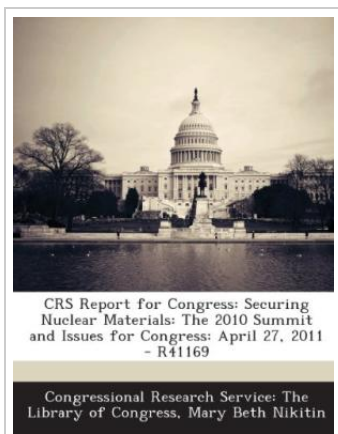 CRS Report for Congress: Securing
Nuclear Materials: The 2010 Summit
and Issues for Congress: April 27, 2011
- R41169
Congressional Research Service: The
Library of Congress, Mary Beth Nikitin